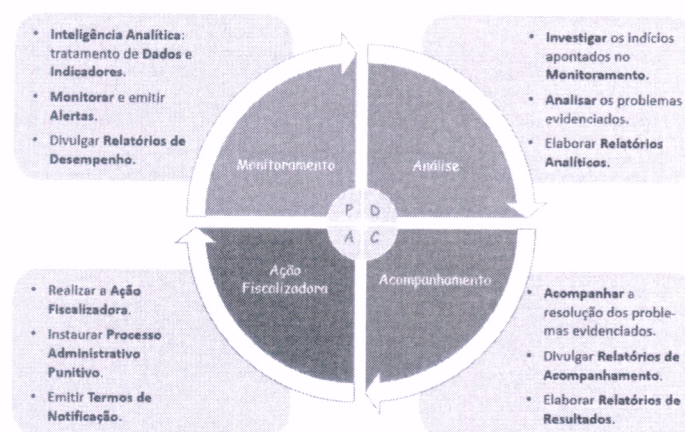 • Inteligência Analítica:
tratamento de Dados e
Indicadores.
• Monitorar e emitir
Alertas.
• Divulgar Relatórios de
Desempenho.
• Investigar os indícios
apontados no
Monitoramento.
• Analisar os problemas
evidenciados.
• Elaborar Relatórios
Analíticos.
Monitoramento
Análise
P D
A C
Ação
Fiscalizadora
Acompanhamento
• Realizar a Ação
Fiscalizadora.
• Instaurar Processo
Administrativo
Punitivo.
• Emitir Termos de
Notificação.
• Acompanhar a
resolução dos proble-
mas evidenciados.
• Divulgar Relatórios de
Acompanhamento.
• Elaborar Relatórios de
Resultados.